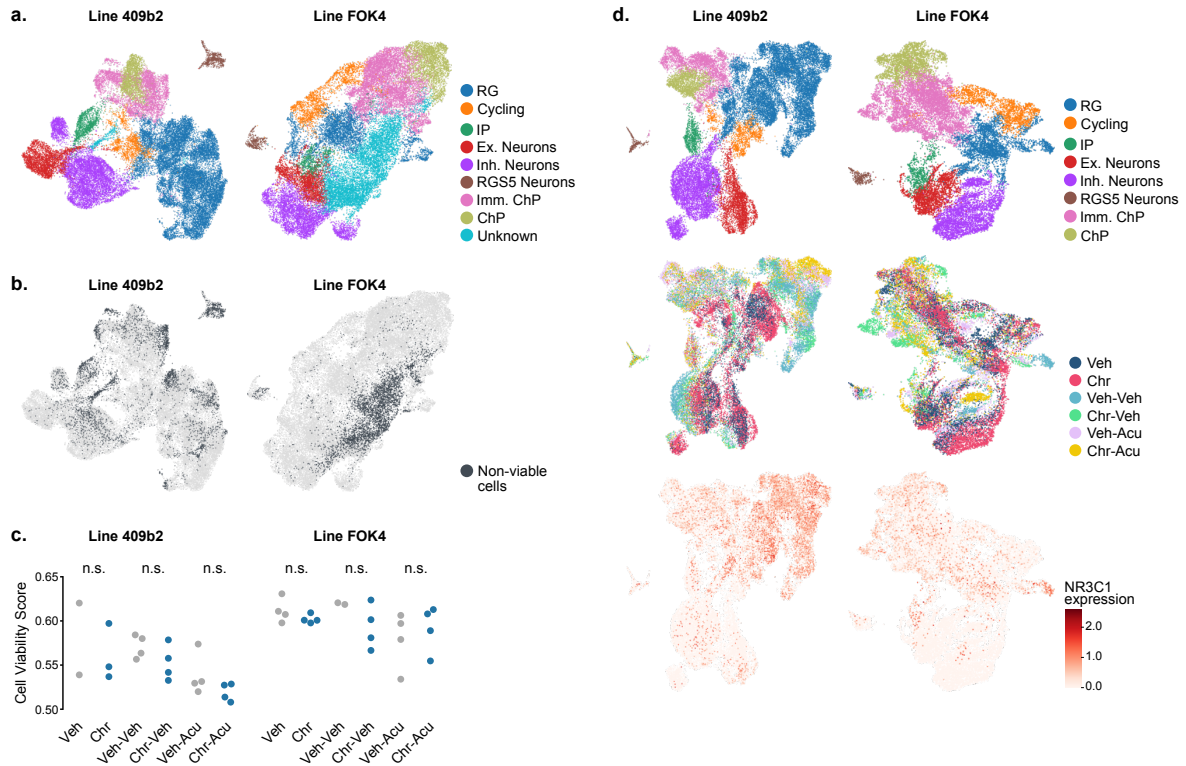 a.
Line 409b2
Line FOK4
RG
Cycling
IP
Ex. Neurons
Inh. Neurons
RGS5 Neurons
Imm. ChP
ChP
Unknown
b.
Line 409b2
Line FOK4
Non-viable
cells
c.
Line 409b2
Line FOK4
n.s.
n.s.
n.s.
n.s.
n.s.
n.s.
Cell Viability Score
0.65
0.60
0.55
0.50
Veh
Chr
Veh-Veh
Chr-Veh
Veh-Acu
Chr-Acu
Veh
Chr
Veh-Veh
Chr-Veh
Veh-Acu
Chr-Acu
d.
Line 409b2
Line FOK4
RG
Cycling
IP
Ex. Neurons
Inh. Neurons
RGS5 Neurons
Imm. ChP
ChP
Veh
Chr
Veh-Veh
Chr-Veh
Veh-Acu
Chr-Acu
NR3C1
expression
2.0
1.0
0.0